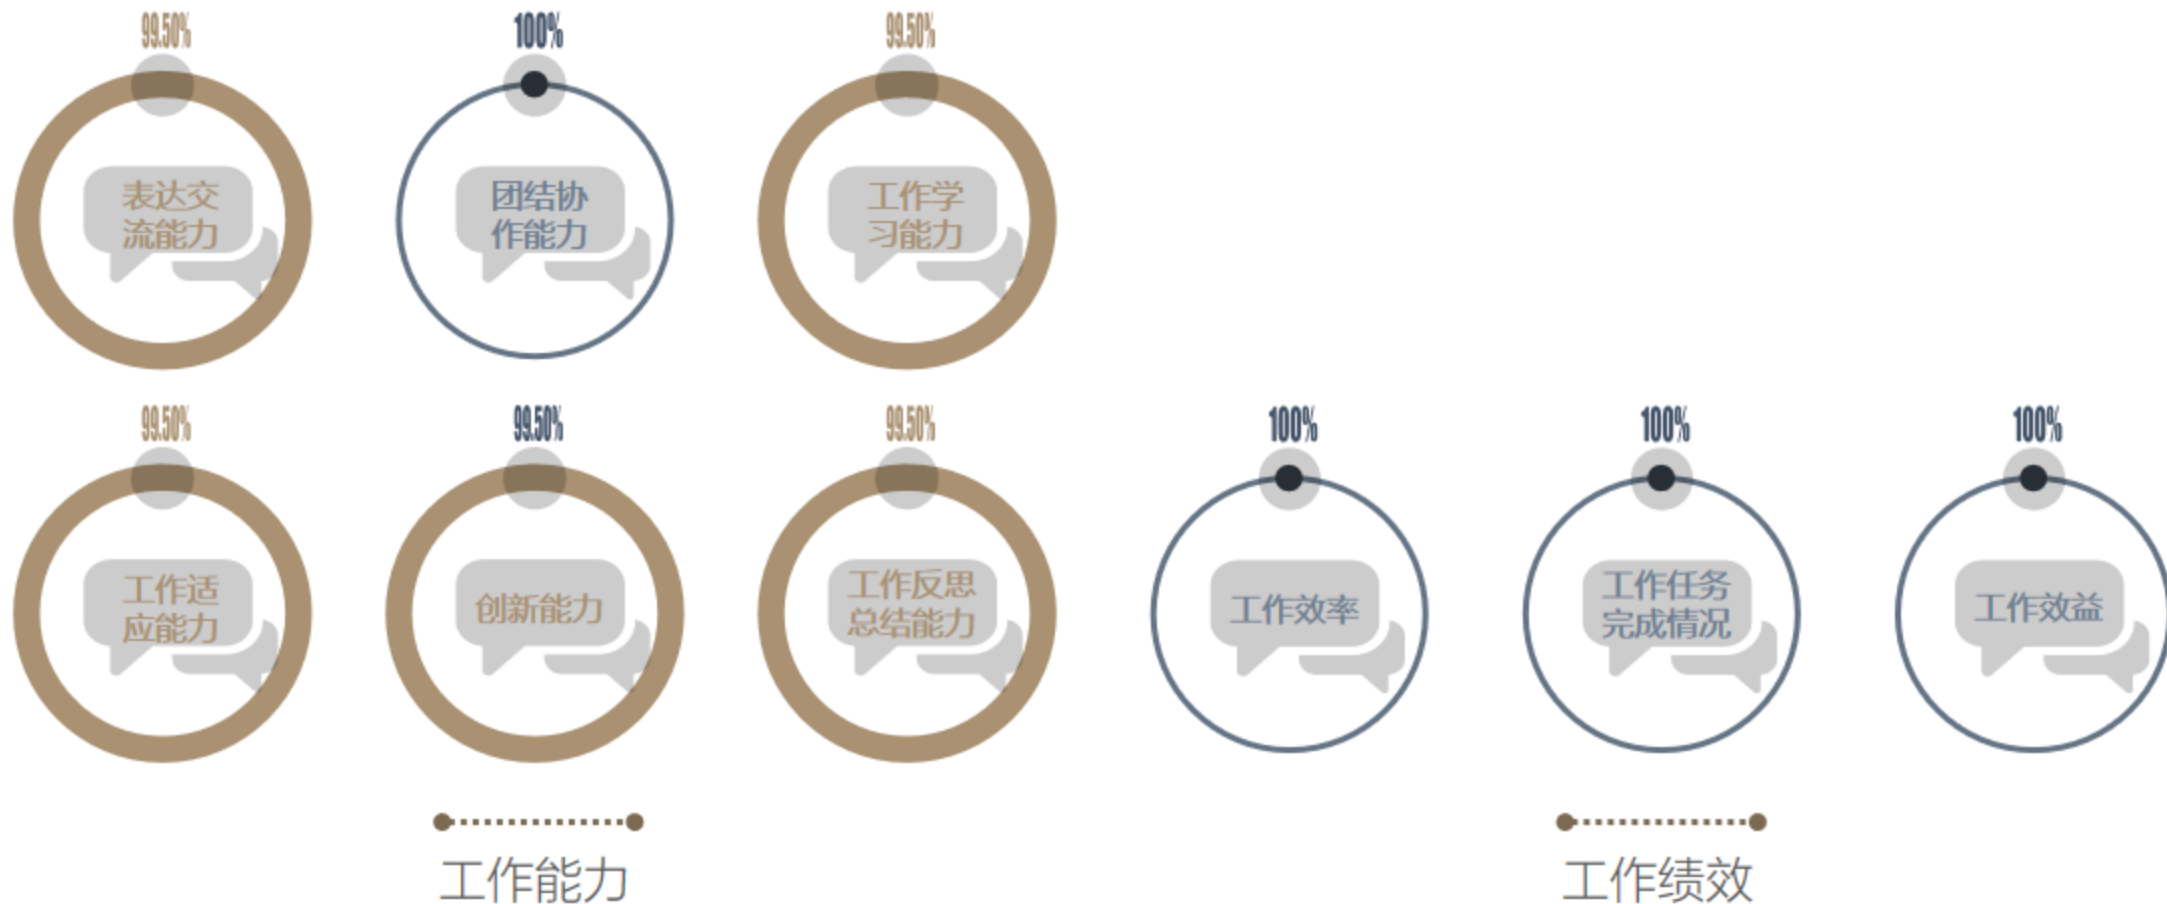 99.50%
100%
99.50%
表达交
流能力
团结协
作能力
工作学
习能力
99.50%
99.50%
99.50%
100%
100%
100%
工作适
应能力
创新能力
工作反思
总结能力
工作效率
工作任务
完成情况
工作效益
工作能力
工作绩效